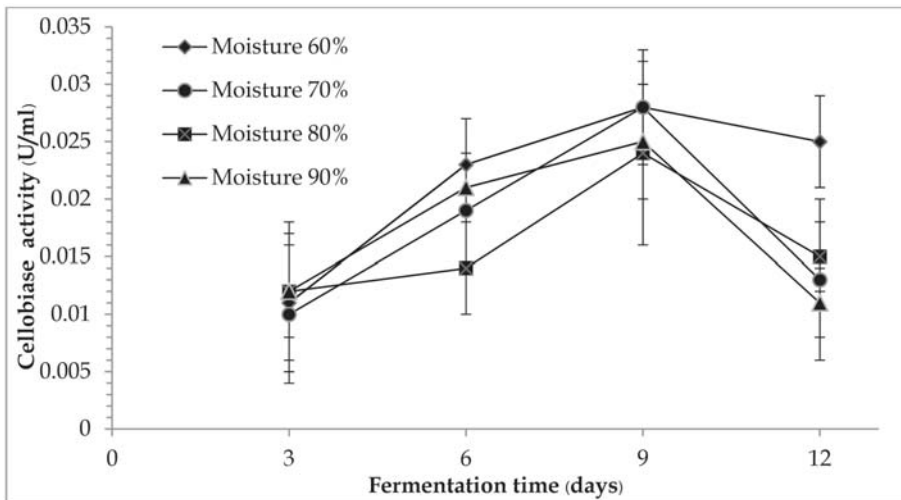 0.035
0.03
0.025
0.02
0.015
0.01
0.005
0
Cellobiase activity (U/ml)
Moisture 60%
Moisture 70%
Moisture 80%
Moisture 90%
0 3 6 9 12
Fermentation time (days)